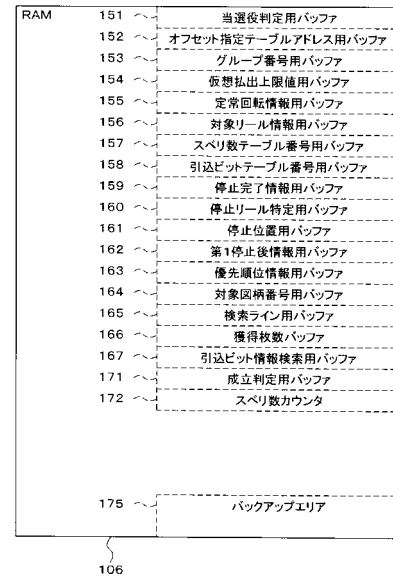 RAM
151 当選役判定用バッファ
152 オフセット指定テーブルアドレス用バッファ
153 グループ番号用バッファ
154 仮想払出上限値用バッファ
155 定常回転情報用バッファ
156 対象リール情報用バッファ
157 スベリ数テーブル番号用バッファ
158 引込ビットテーブル番号用バッファ
159 停止完了情報用バッファ
160 停止リール特定用バッファ
161 停止位置用バッファ
162 第1停止後情報用バッファ
163 優先順位情報用バッファ
164 対象図柄番号用バッファ
165 検索ライン用バッファ
166 獲得枚数バッファ
167 引込ビット情報検索用バッファ
171 成立判定用バッファ
172 スベリ数カウンタ
175 バックアップエリア
106